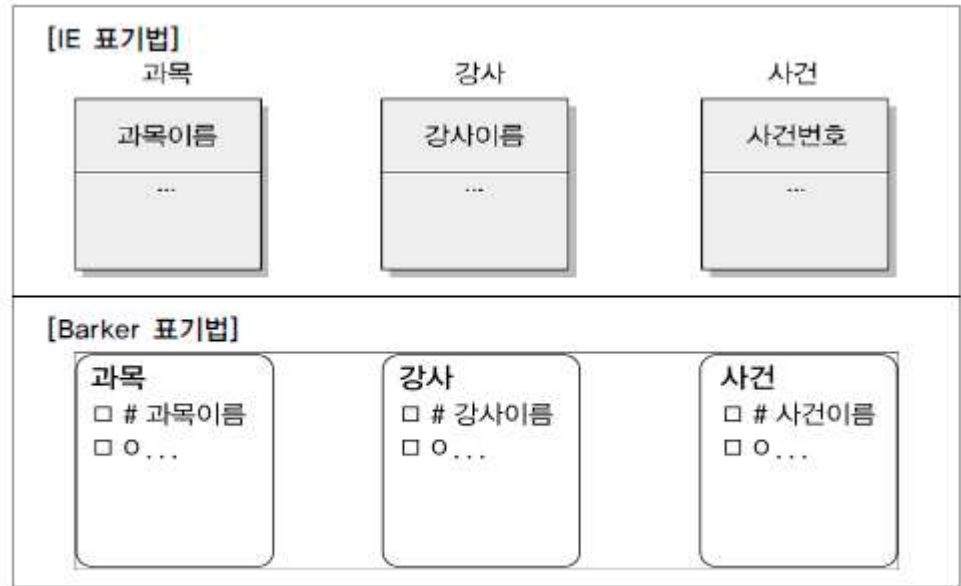 [IE 표기법]
과목 강사 사건
과목이름 강사이름 사건번호
... ... ...
[Barker 표기법]
과목 강사 사건
□ # 과목이름 □ # 강사이름 □ # 사건이름
□ o... □ o... □ o...